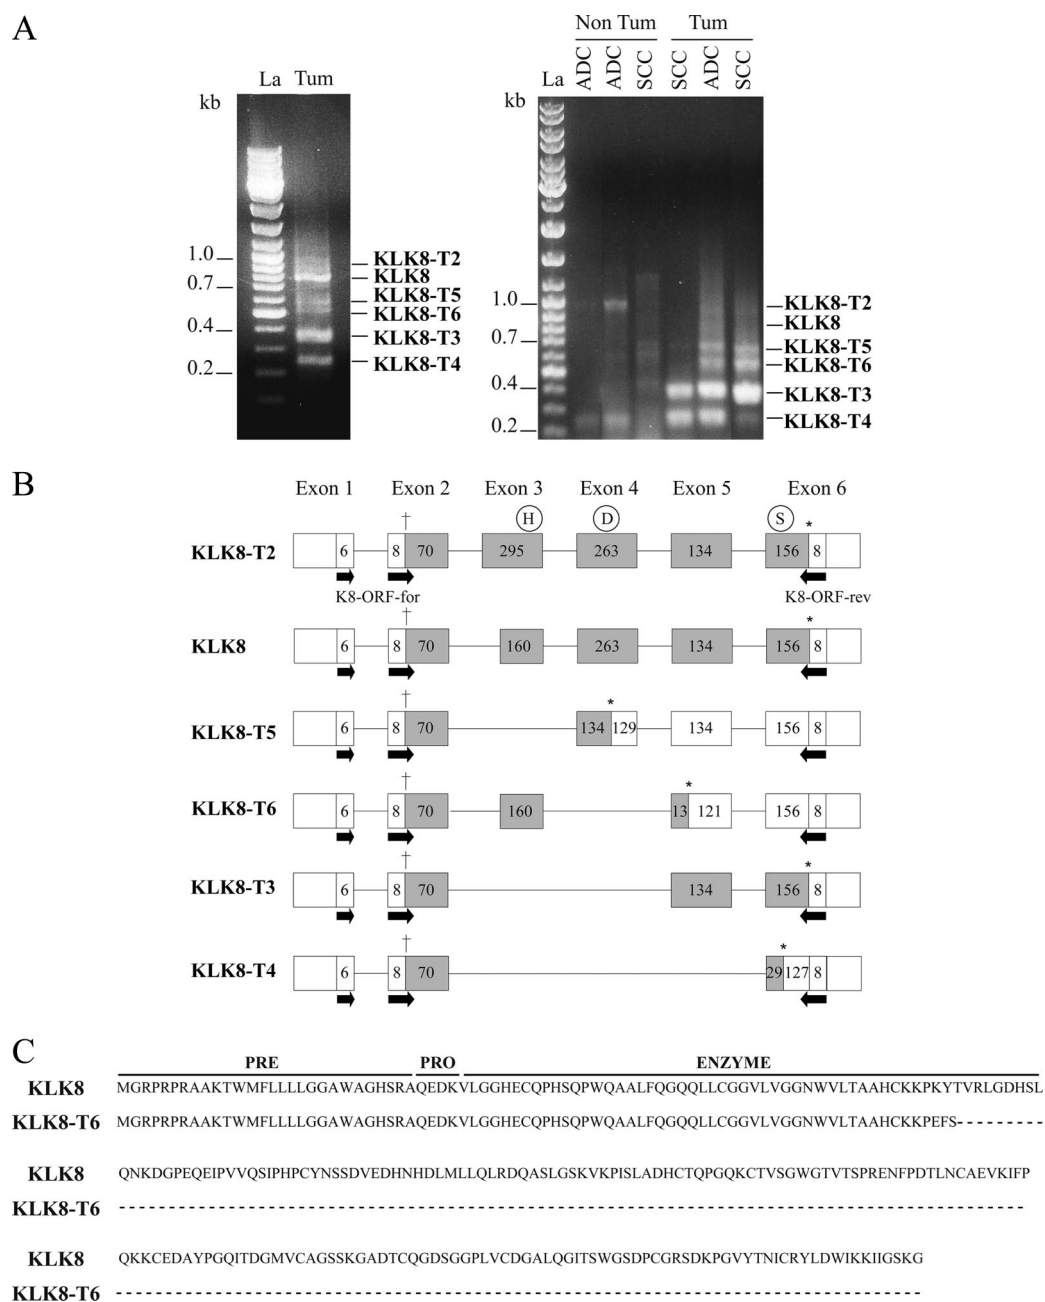 A
La Tum
kb
1.0
0.7
0.4
0.2
KLK8-T2
KLK8
KLK8-T5
KLK8-T6
KLK8-T3
KLK8-T4
Non Tum Tum
La ADC ADC SCC SCC ADC SCC
kb
1.0
0.7
0.4
0.2
KLK8-T2
KLK8
KLK8-T5
KLK8-T6
KLK8-T3
KLK8-T4
B
Exon 1 Exon 2 Exon 3 Exon 4 Exon 5 Exon 6
† H D S *
KLK8-T2 6 8 70 295 263 134 156 8
K8-ORF-for K8-ORF-rev
† *
KLK8 6 8 70 160 263 134 156 8
† *
KLK8-T5 6 8 70 134 129 134 156 8
† *
KLK8-T6 6 8 70 160 13 121 156 8
† *
KLK8-T3 6 8 70 134 156 8
† *
KLK8-T4 6 8 70 29 127 8
C
PRE PRO ENZYME
KLK8 MGRPRPRAAKTWMFLLLLGGAWAGHSRAQEDKVLGGHECQPHSQPWQAALFQGQQLLCGGVLVGGNWVLTAAHCKKPKYTVRLGDHSL
KLK8-T6 MGRPRPRAAKTWMFLLLLGGAWAGHSRAQEDKVLGGHECQPHSQPWQAALFQGQQLLCGGVLVGGNWVLTAAHCKKPEFS---------
KLK8 QNKDGPEQEIPVVQSIPHPCYNSSDVEDHNHDLMLLQLRDQASLGSKVKPISLADHCTQPGQKCTVSGWGTVTSPRENFPDTLNCAEVKIFP
KLK8-T6
KLK8 QKKCEDAYPGQITDGMVCAGSSKGADTCQGDSGGPLVCDGALQGITSWGSDPCGRSDKPGVYTNICRYLDWIKKIIGSKG
KLK8-T6